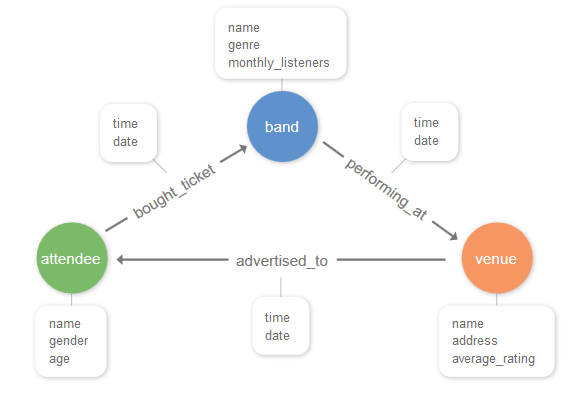 name
genre
monthly_listeners
band
time
date
time
date
bought_ticket
performing_at
attendee
advertised_to
venue
name
gender
age
time
date
name
address
average_rating